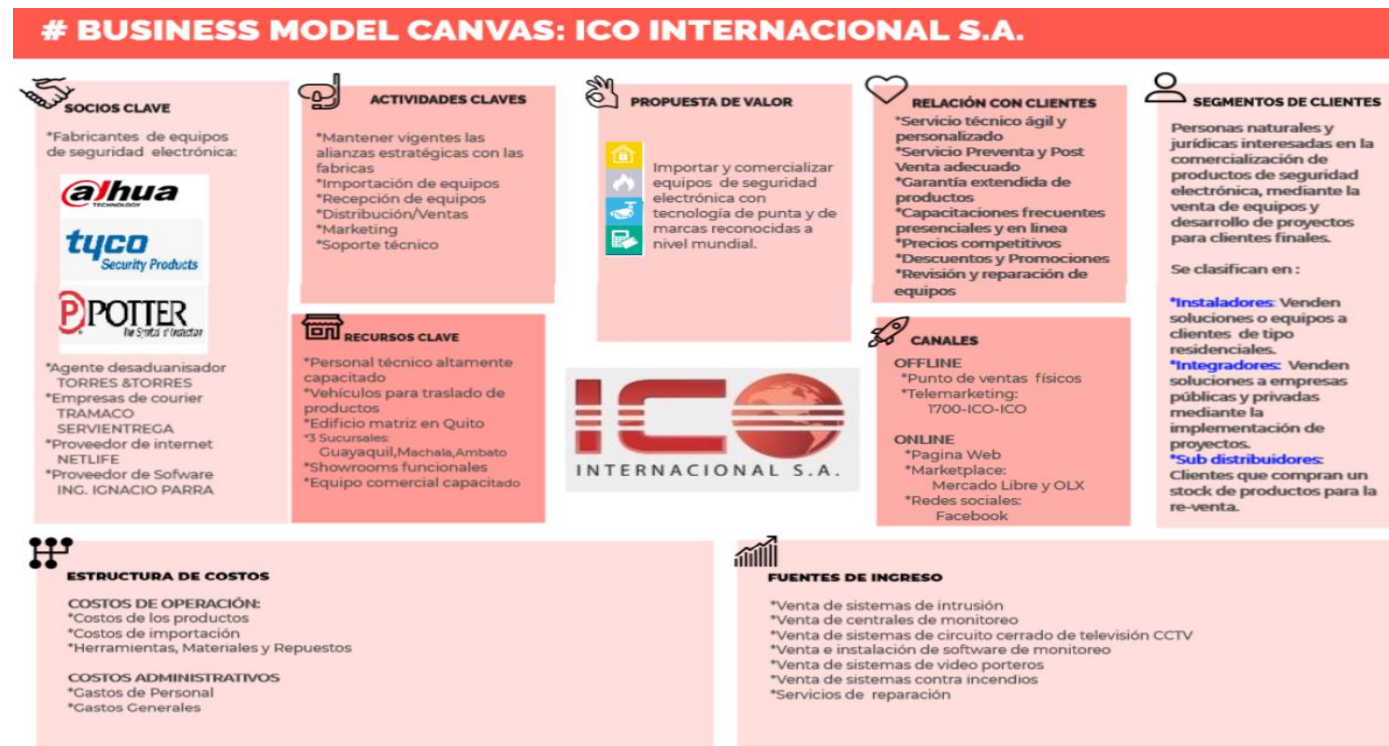 # BUSINESS MODEL CANVAS: ICO INTERNACIONAL S.A.
SOCIOS CLAVE
*Fabricantes de equipos
de seguridad electrónica:
alhua
TECHNOLOGY
tyco
Security Products
P POTTER
*Agente desaduanisador
TORRES &TORRES
*Empresas de courier
TRAMACO
SERVIENTREGA
*Proveedor de internet
NETLIFE
*Proveedor de Sofware
ING. IGNACIO PARRA
ACTIVIDADES CLAVES
*Mantener vigentes las
alianzas estratégicas con las
fabricas
*Importación de equipos
*Recepción de equipos
*Distribución/Ventas
*Marketing
*Soporte técnico
RECURSOS CLAVE
*Personal técnico altamente
capacitado
*Vehículos para traslado de
productos
*Edificio matriz en Quito
*3 Sucursales:
Guayaquil,Machala,Ambato
*Showrooms funcionales
*Equipo comercial capacitado
PROPUESTA DE VALOR
Importar y comercializar
equipos de seguridad
electrónica con
tecnología de punta y de
marcas reconocidas a
nivel mundial.
ICO
INTERNACIONAL S.A.
RELACIÓN CON CLIENTES
*Servicio técnico ágil y
personalizado
*Servicio Preventa y Post
Venta adecuado
*Garantía extendida de
productos
*Capacitaciones frecuentes
presenciales y en línea
*Precios competitivos
*Descuentos y Promociones
*Revisión y reparación de
equipos
CANALES
OFFLINE
*Punto de ventas físicos
*Telemarketing:
1700-ICO-ICO
ONLINE
*Pagina Web
*Marketplace:
Mercado Libre y OLX
*Redes sociales:
Facebook
SEGMENTOS DE CLIENTES
Personas naturales y
jurídicas interesadas en la
comercialización de
productos de seguridad
electrónica, mediante la
venta de equipos y
desarrollo de proyectos
para clientes finales.
Se clasifican en :
*Instaladores: Venden
soluciones o equipos a
clientes de tipo
residenciales.
*Integradores: Venden
soluciones a empresas
públicas y privadas
mediante la
implementación de
proyectos.
*Sub distribuidores:
Clientes que compran un
stock de productos para la
re-venta.
ESTRUCTURA DE COSTOS
COSTOS DE OPERACIÓN:
*Costos de los productos
*Costos de importación
*Herramientas, Materiales y Repuestos
COSTOS ADMINISTRATIVOS
*Gastos de Personal
*Gastos Generales
FUENTES DE INGRESO
*Venta de sistemas de intrusión
*Venta de centrales de monitoreo
*Venta de sistemas de circuito cerrado de televisión CCTV
*Venta e instalación de software de monitoreo
*Venta de sistemas de video porteros
*Venta de sistemas contra incendios
*Servicios de reparación